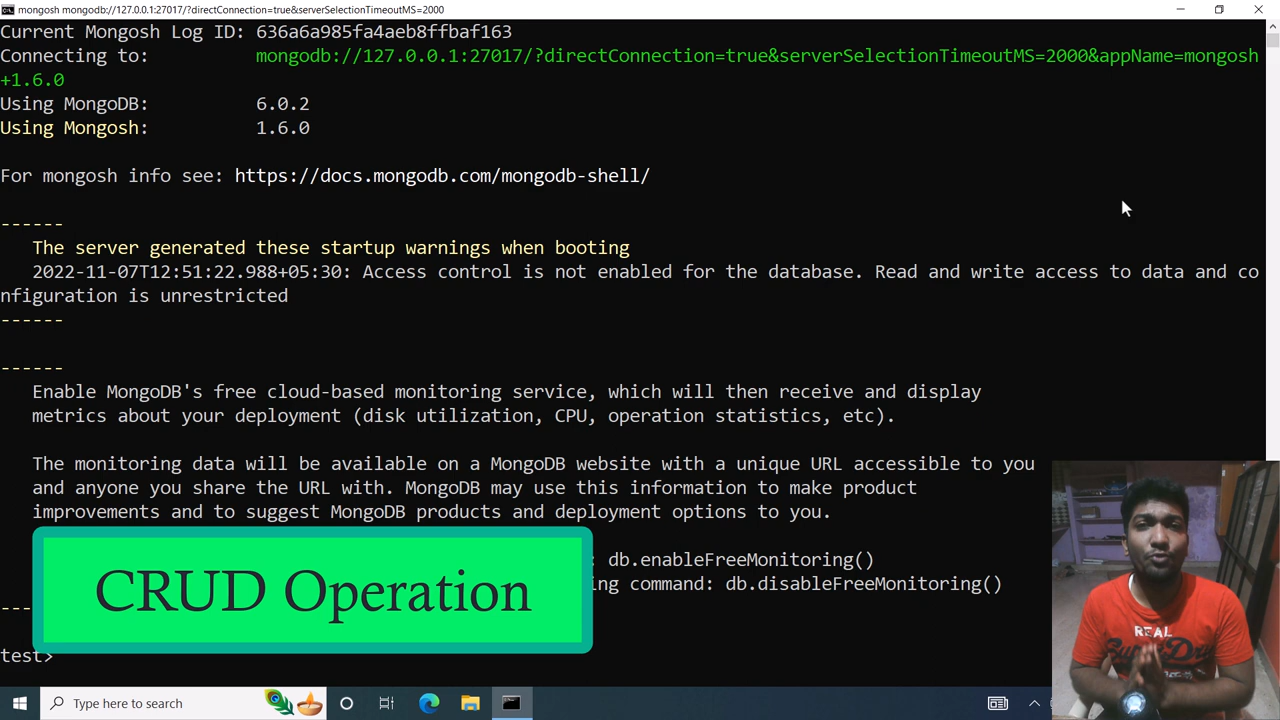 mongosh mongodb://127.0.0.1:27017/?directConnection=true&serverSelectionTimeoutMS=2000
Current Mongosh Log ID: 636a6a985fa4aeb8ffbaf163
Connecting to: mongodb://127.0.0.1:27017/?directConnection=true&serverSelectionTimeoutMS=2000&appName=mongosh
+1.6.0
Using MongoDB: 6.0.2
Using Mongosh: 1.6.0
For mongosh info see: https://docs.mongodb.com/mongodb-shell/
------
The server generated these startup warnings when booting
2022-11-07T12:51:22.988+05:30: Access control is not enabled for the database. Read and write access to data and co
nfiguration is unrestricted
------
------
Enable MongoDB's free cloud-based monitoring service, which will then receive and display
metrics about your deployment (disk utilization, CPU, operation statistics, etc).
The monitoring data will be available on a MongoDB website with a unique URL accessible to you
and anyone you share the URL with. MongoDB may use this information to make product
improvements and to suggest MongoDB products and deployment options to you.
: db.enableFreeMonitoring()
ing command: db.disableFreeMonitoring()
---
CRUD Operation
test>
REAL
Type here to search